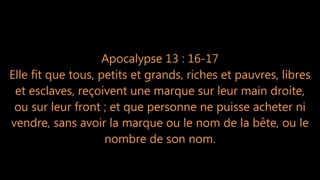 Apocalypse 13 : 16-17
Elle fit que tous, petits et grands, riches et pauvres, libres
et esclaves, reçoivent une marque sur leur main droite,
ou sur leur front ; et que personne ne puisse acheter ni
vendre, sans avoir la marque ou le nom de la bête, ou le
nombre de son nom.